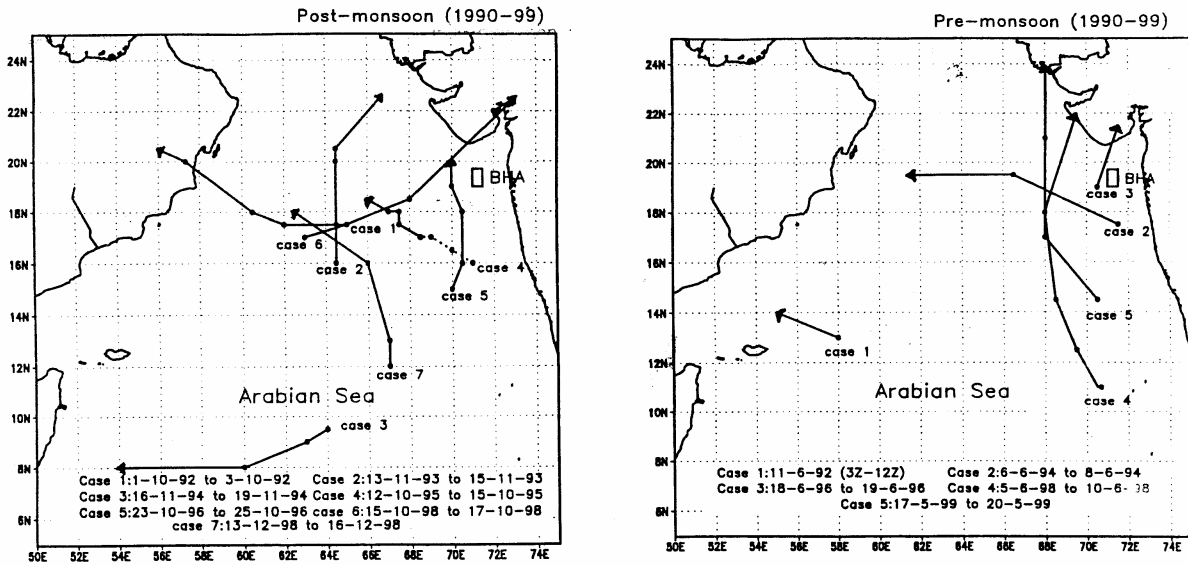 Post-monsoon (1990-99)
24N
22N
20N
18N
16N
14N
12N
10N
8N
6N
BHA
case 6
case 1
case 2
case 4
case 5
case 7
Arabian Sea
case 3
Case 1:1-10-92 to 3-10-92 Case 2:13-11-93 to 15-11-93
Case 3:16-11-94 to 19-11-94 Case 4:12-10-95 to 15-10-95
Case 5:23-10-96 to 25-10-96 case 6:15-10-98 to 17-10-98
case 7:13-12-98 to 16-12-98
50E 52E 54E 56E 58E 60E 62E 64E 66E 68E 70E 72E 74E
Pre-monsoon (1990-99)
24N
22N
20N
18N
16N
14N
12N
10N
8N
6N
BHA
case 3
case 2
case 5
case 1
case 4
Arabian Sea
Case 1:11-6-92 (3Z-12Z) Case 2:6-6-94 to 8-6-94
Case 3:18-6-96 to 19-6-96 Case 4:5-6-98 to 10-6-98
Case 5:17-5-99 to 20-5-99
50E 52E 54E 56E 58E 60E 62E 64E 66E 68E 70E 72E 74E